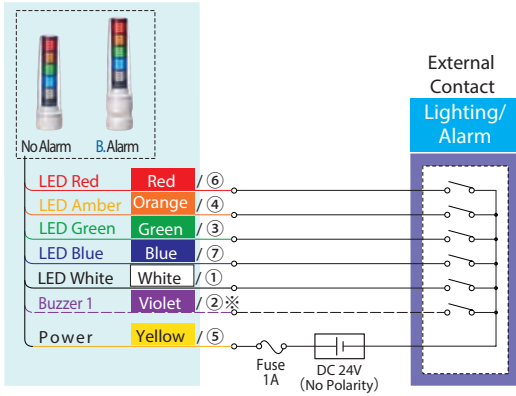 No Alarm
B.Alarm
External
Contact
Lighting/
Alarm
LED Red Red /⑥
LED Amber Orange /④
LED Green Green /③
LED Blue Blue /⑦
LED White White /①
Buzzer 1 Violet /②※
Power Yellow /⑤
Fuse
1A
DC 24V
(No Polarity)